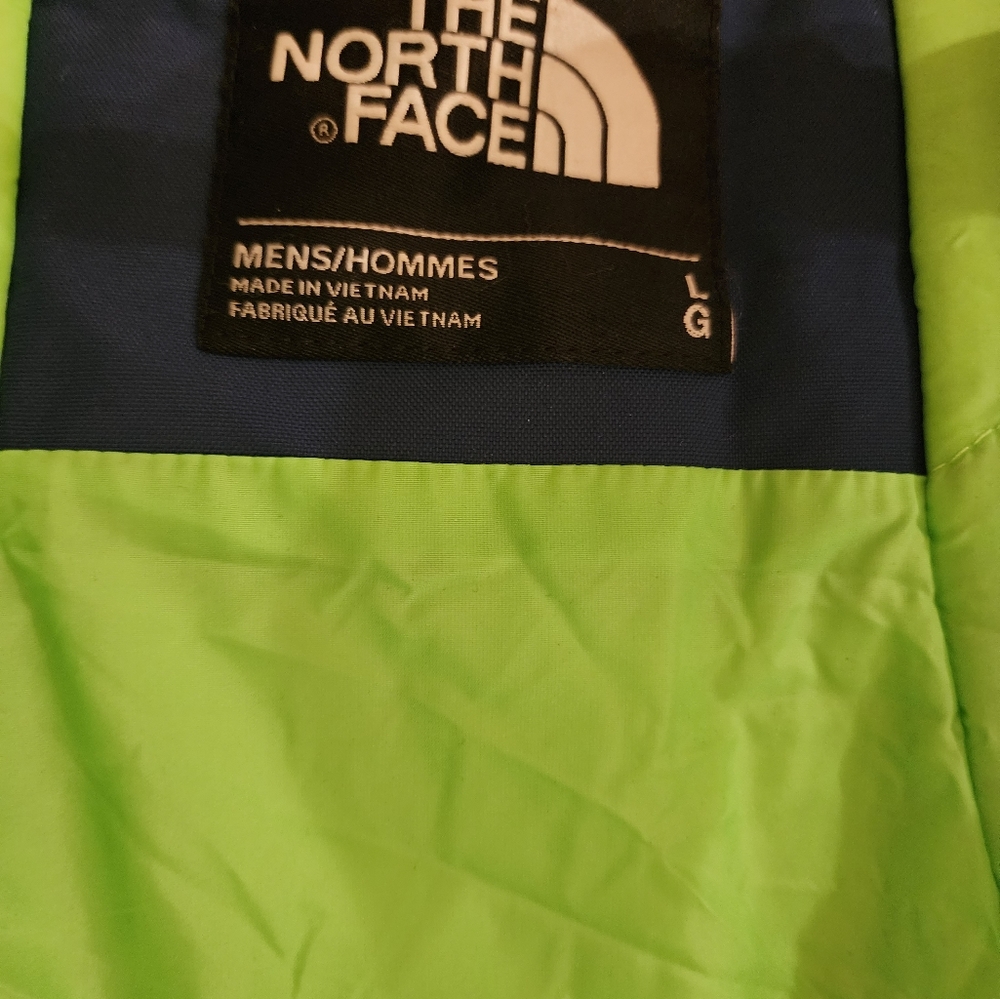 THE
NORTH
®FACE
MENS/HOMMES
MADE IN VIETNAM
FABRIQUÉ AU VIETNAM
L
G